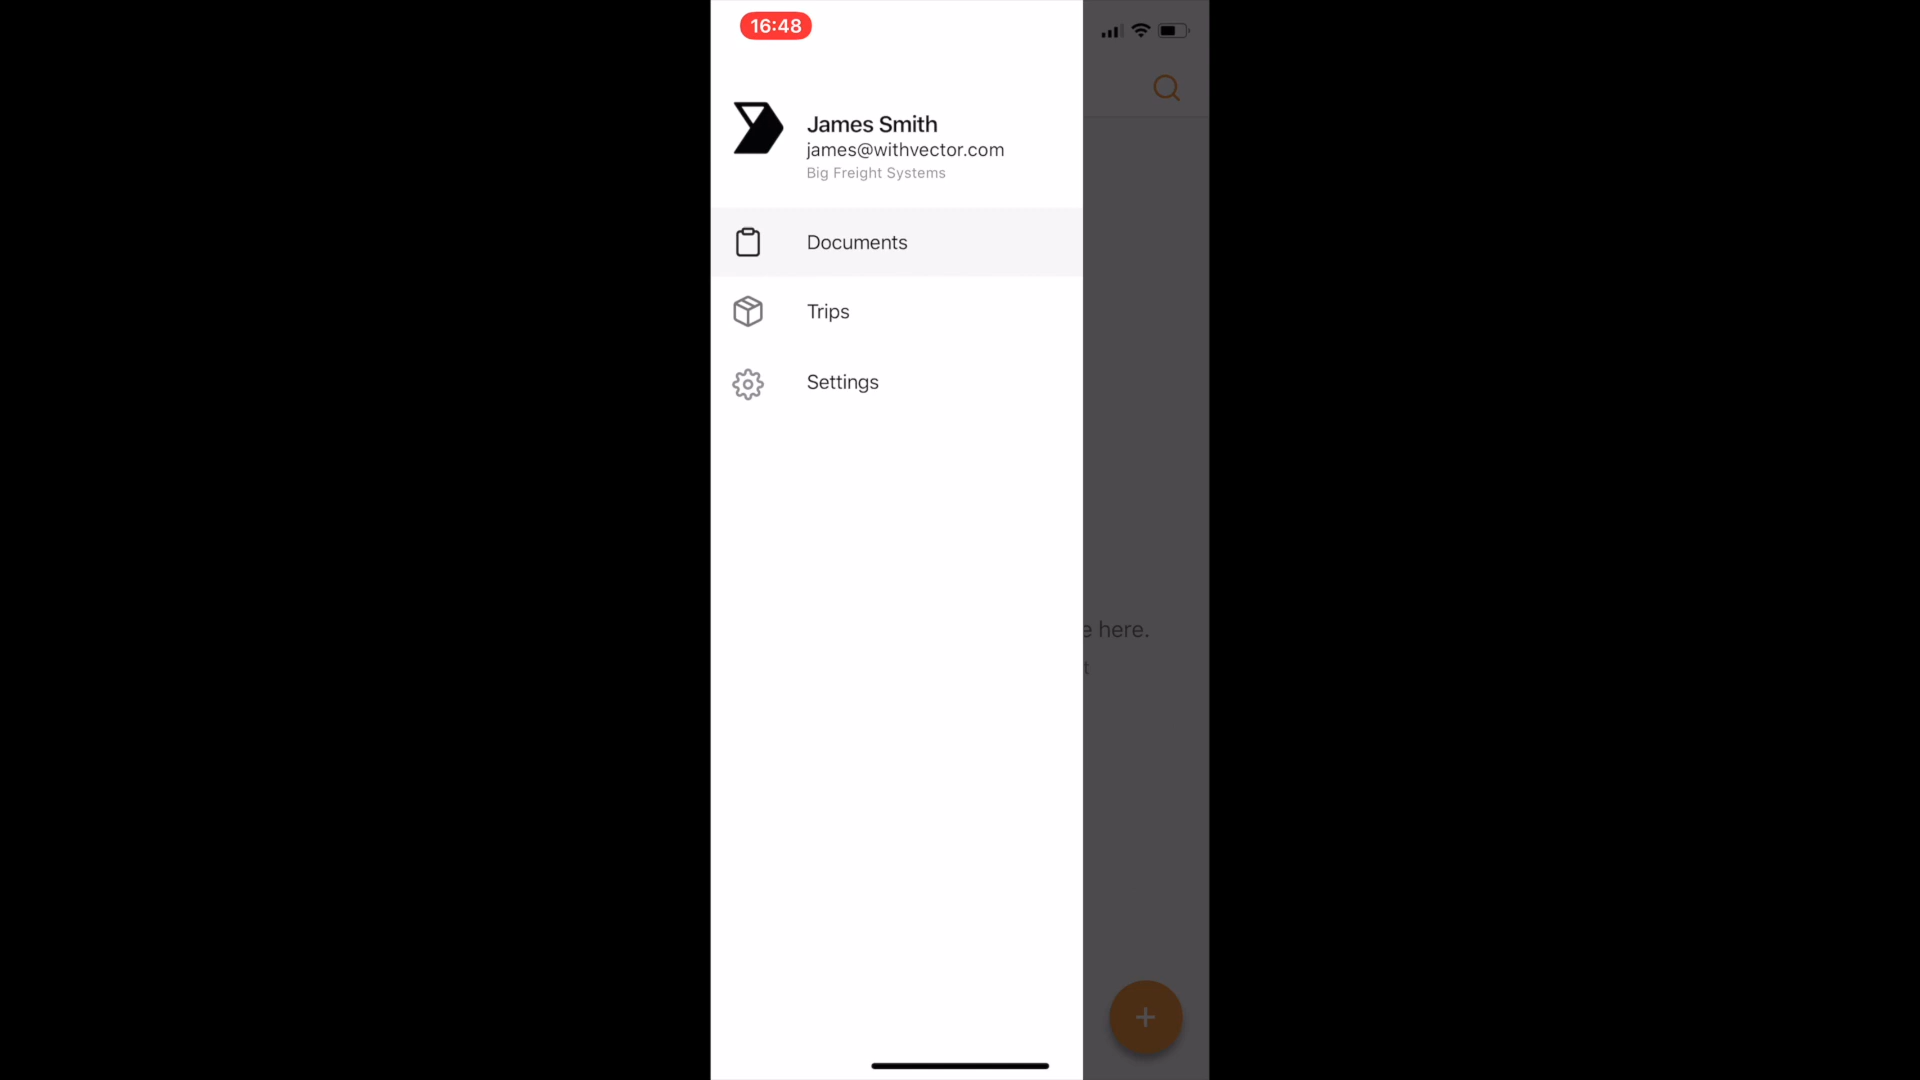 16:48
James Smith
james@withvector.com
Big Freight Systems
Documents
Trips
Settings
e here.
t